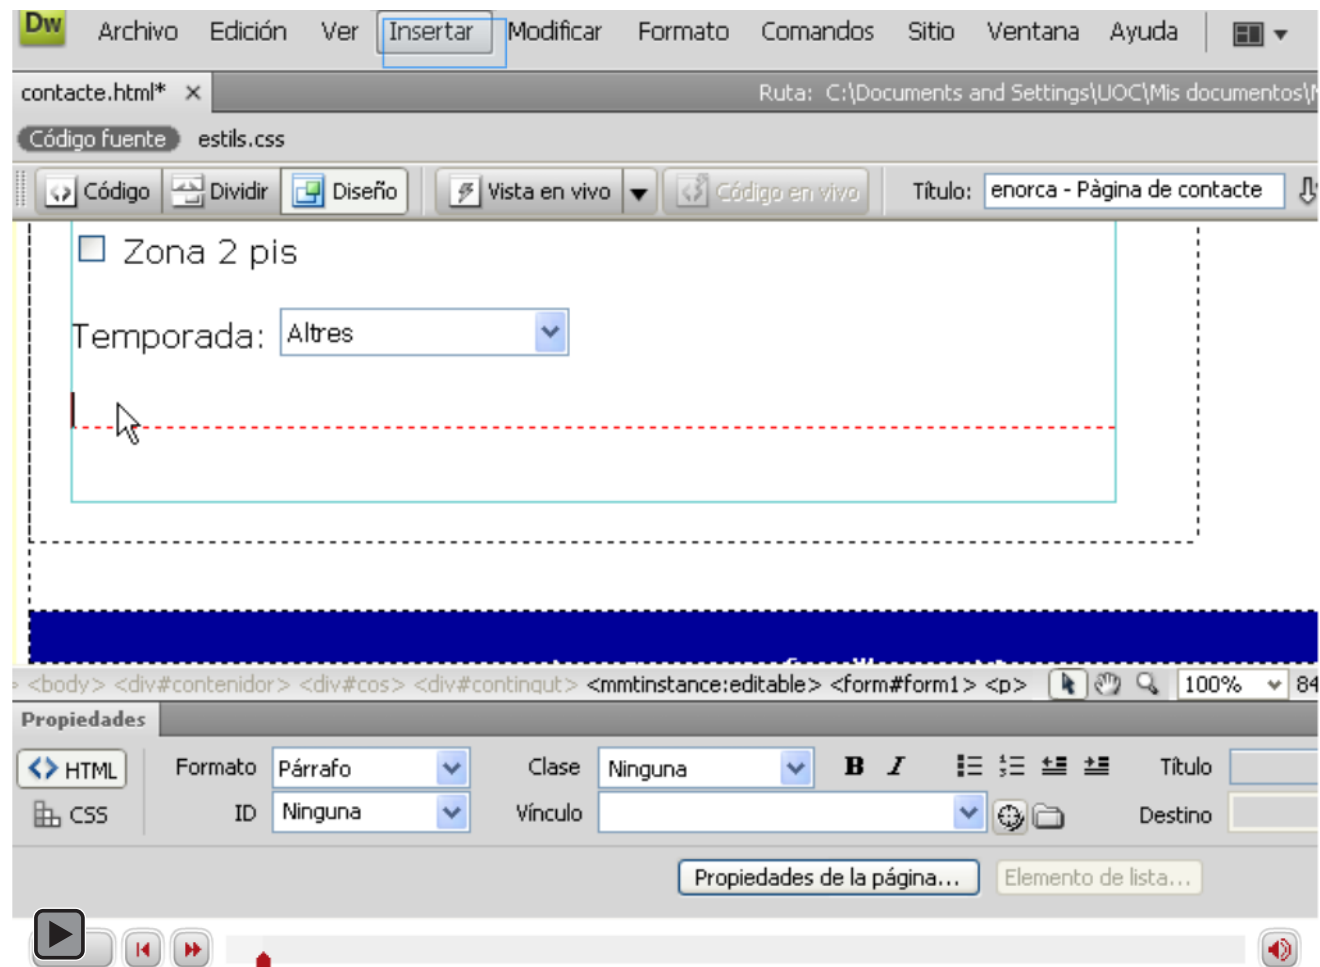 Dw Archivo Edición Ver Insertar Modificar Formato Comandos Sitio Ventana Ayuda
contacte.html* × Ruta: C:\Documents and Settings\UOC\Mis documentos\
Código fuente estils.css
Código Dividir Diseño Vista en vivo Código en vivo Título: enorca - Pàgina de contacte
Zona 2 pis
Temporada: Altres
<body> <div#contenidor> <div#cos> <div#contingut> <mmtinstance:editable> <form#form1> <p> 100% 84
Propiedades
HTML Formato Párrafo Clase Ninguna B I Título
CSS ID Ninguna Vínculo Destino
Propiedades de la página... Elemento de lista...